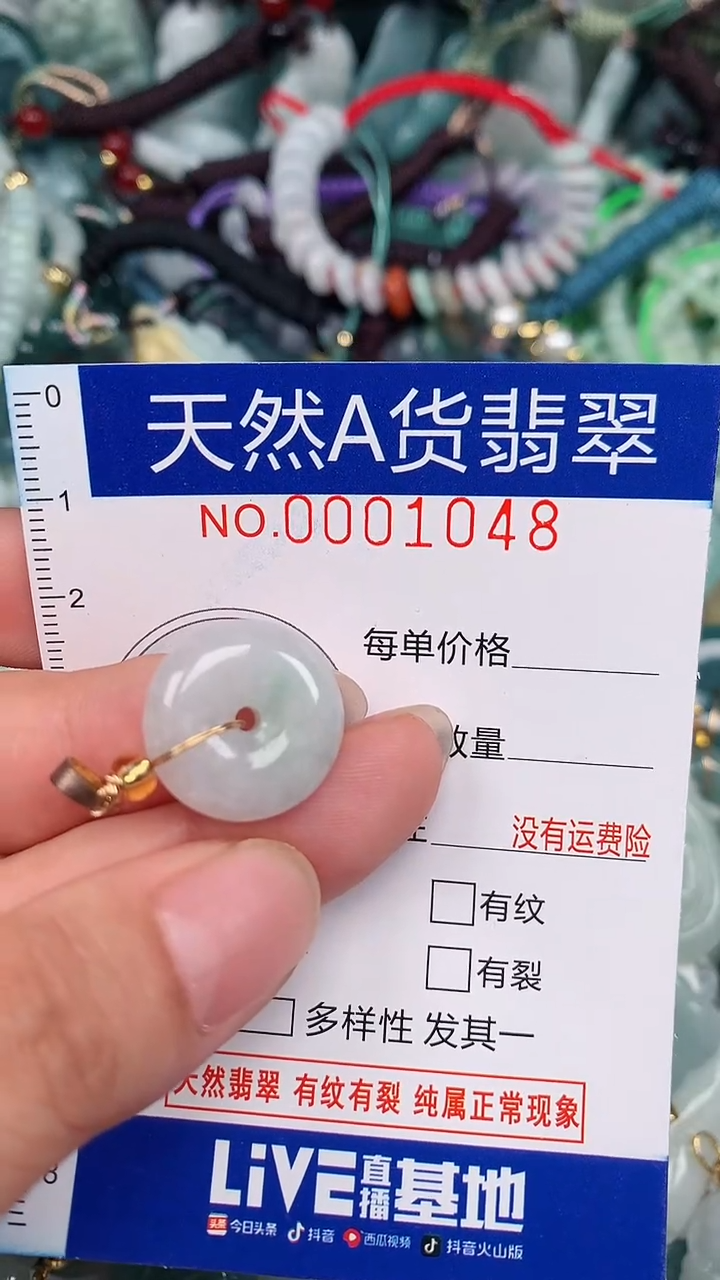 0
天然A货翡翠
1
NO.0001048
2
每单价格
量
没有运费险
有纹
有裂
多样性 发其一
天然翡翠 有纹有裂 纯属正常现象
8
LiVE直播基地
头条 今日头条 抖音 西瓜视频 抖音火山版